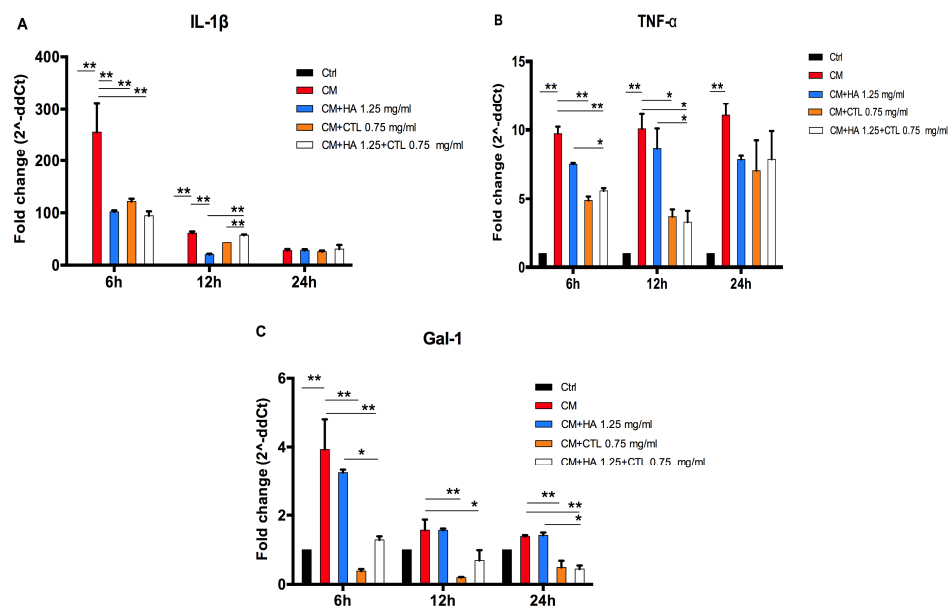 A
IL-1β
Fold change (2^-ddCt)
400
300
200
100
0
** ** ** **
** ** ** **
6h 12h 24h
Ctrl
CM
CM+HA 1.25 mg/ml
CM+CTL 0.75 mg/ml
CM+HA 1.25+CTL 0.75 mg/ml
B
TNF-α
Fold change (2^-ddCt)
15
10
5
0
** ** ** *
** * * *
**
6h 12h 24h
Ctrl
CM
CM+HA 1.25 mg/ml
CM+CTL 0.75 mg/ml
CM+HA 1.25+CTL 0.75 mg/ml
C
Gal-1
Fold change (2^-ddCt)
6
4
2
0
** ** ** *
** *
** ** *
6h 12h 24h
Ctrl
CM
CM+HA 1.25 mg/ml
CM+CTL 0.75 mg/ml
CM+HA 1.25+CTL 0.75 mg/ml